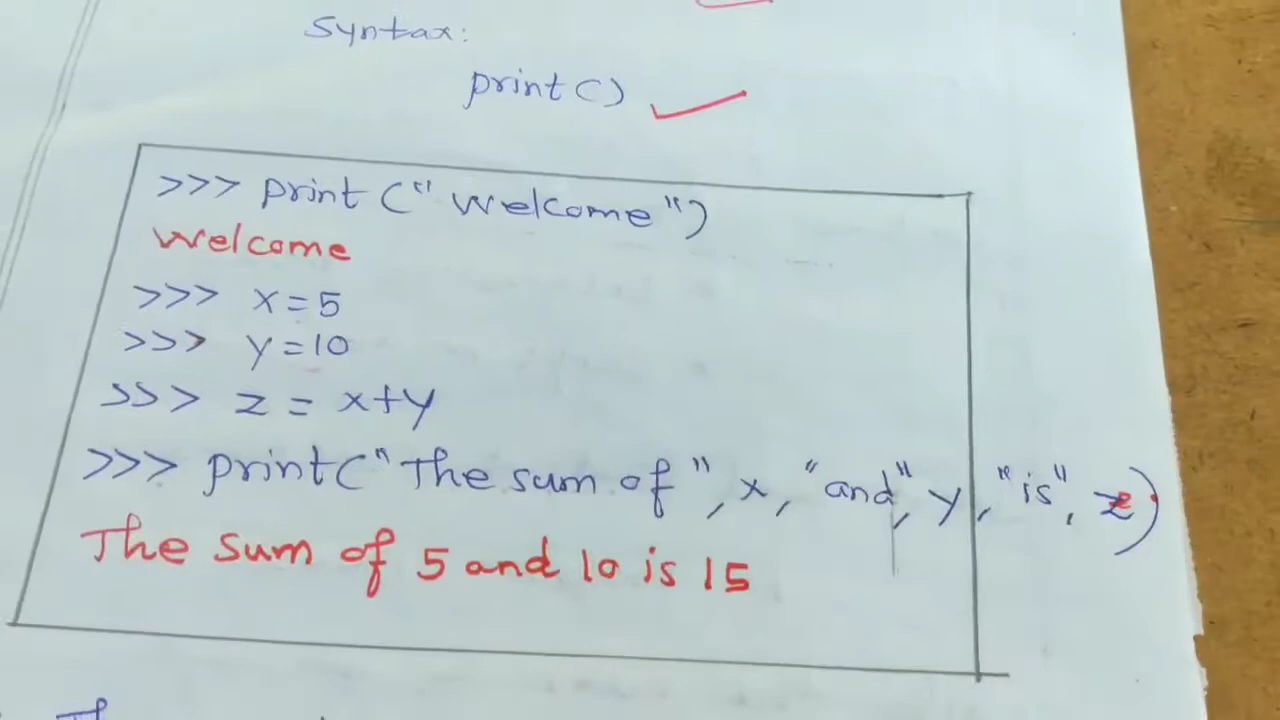 Syntax:
print()
>>> print ("Welcome")
Welcome
>>> x=5
>>> y=10
>>> z = x+y
>>> print("The sum of", x, "and", y, "is", z)
The sum of 5 and 10 is 15